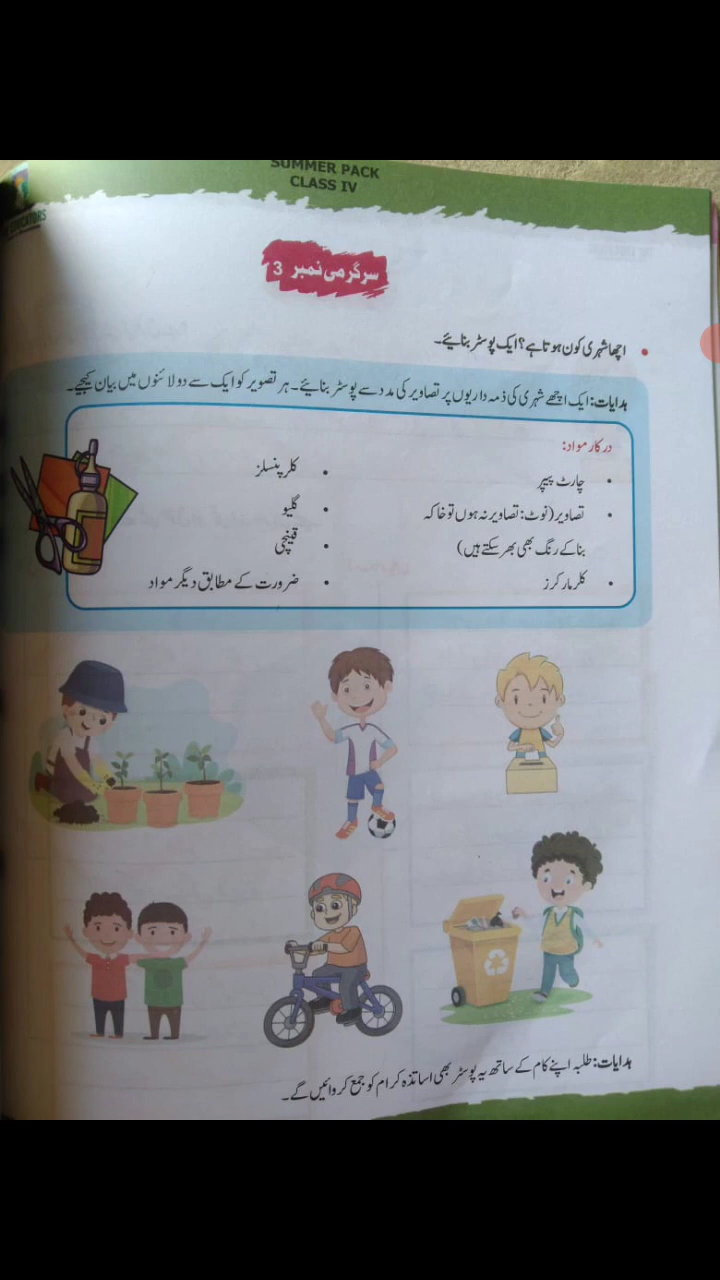 SUMMER PACK
CLASS IV
EDUCATORS
سرگرمی نمبر 3
• اچھا شہری کون ہوتا ہے؟ ایک پوسٹر بنائیے۔
ہدایات: ایک اچھے شہری کی ذمہ داریوں پر تصاویر کی مدد سے پوسٹر بنائیے۔ ہر تصویر کو ایک سے دو لائنوں میں بیان کیجیے۔
درکار مواد:
• چارٹ پیپر
• تصاویر (نوٹ: تصاویر نہ ہوں تو خاکہ
بنا کے رنگ بھی بھر سکتے ہیں)
• کلر مارکرز
• کلر پنسلز
• گلیو
• قینچی
• ضرورت کے مطابق دیگر مواد
ہدایات: طلبہ اپنے کام کے ساتھ یہ پوسٹر بھی اساتذہ کرام کو جمع کروائیں گے۔